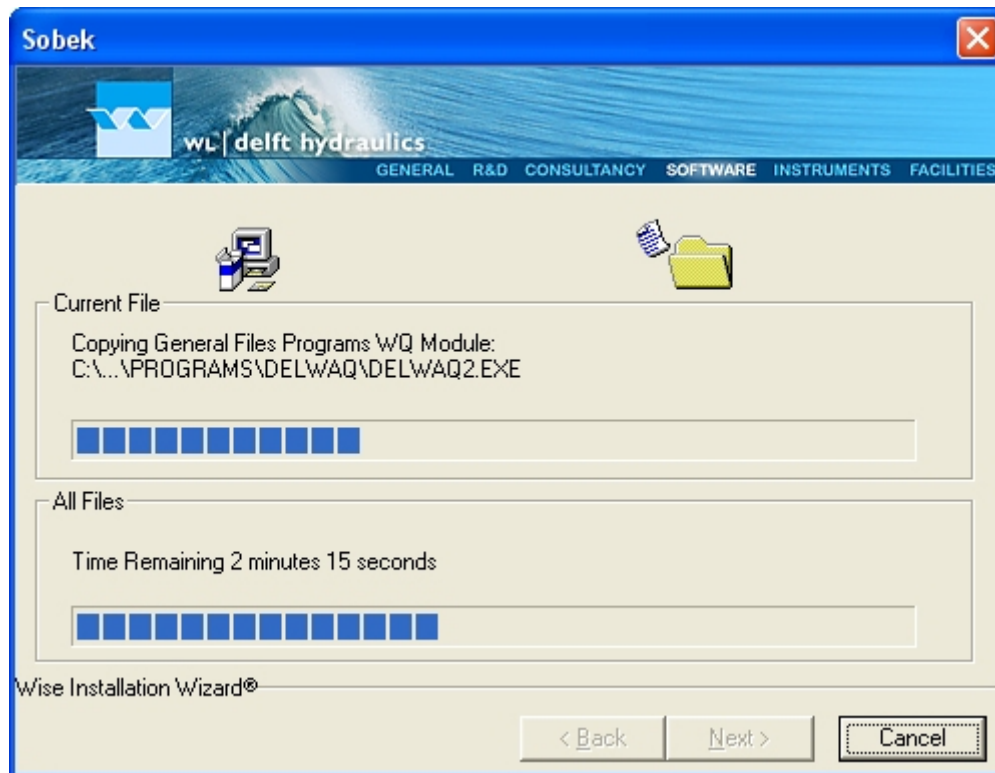 Sobek
WL | delft hydraulics
GENERAL R&D CONSULTANCY SOFTWARE INSTRUMENTS FACILITIES
Current File
Copying General Files Programs WQ Module:
C:\...\PROGRAMS\DELWAQ\DELWAQ2.EXE
All Files
Time Remaining 2 minutes 15 seconds
Wise Installation Wizard®
< Back Next > Cancel